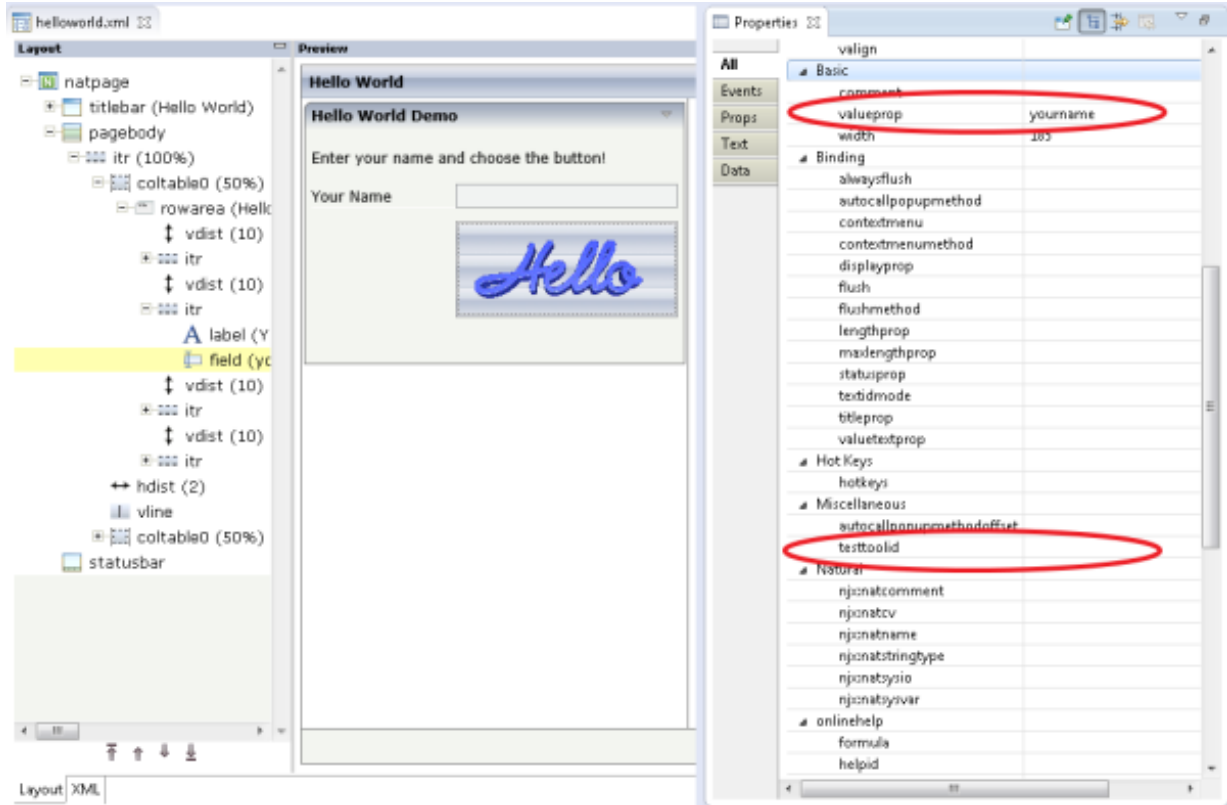 helloworld.xml
Layout
natpage
titlebar (Hello World)
pagebody
itr (100%)
coltable0 (50%)
rowarea (Hello
vdist (10)
itr
vdist (10)
itr
label (Y
field (yo
vdist (10)
itr
vdist (10)
itr
hdist (2)
vline
coltable0 (50%)
statusbar
Layout XML
Preview
Hello World
Hello World Demo
Enter your name and choose the button!
Your Name
Hello
Properties
All
Events
Props
Text
Data
valign
Basic
comment
valueprop yourname
width 185
Binding
alwaysflush
autocallpopupmethod
contextmenu
contextmenumethod
displayprop
flush
flushmethod
lengthprop
maxlengthprop
statusprop
textidmode
titleprop
valuetextprop
Hot Keys
hotkeys
Miscellaneous
autocallpopupmethodoffset
testtoolid
Natural
njx:natcomment
njx:natcv
njx:natname
njx:natstringtype
njx:natsysio
njx:natsysvar
onlinehelp
formula
helpid